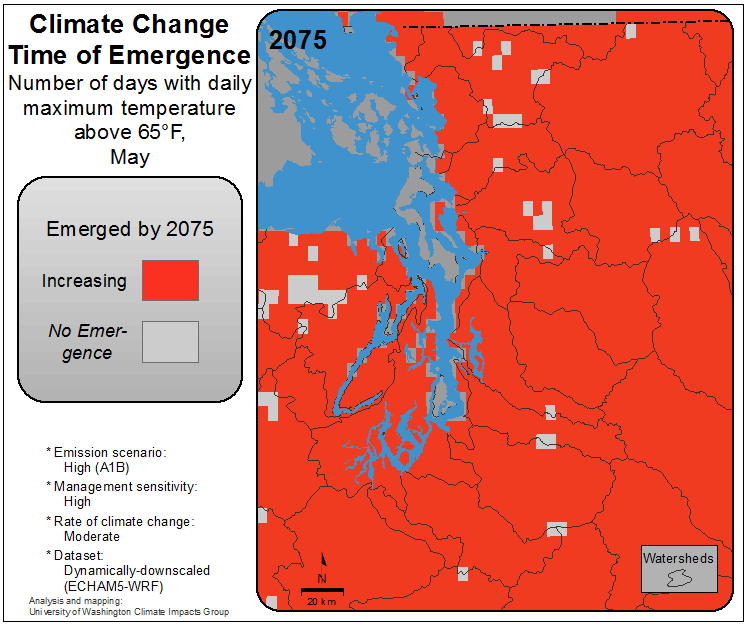 Climate Change
Time of Emergence
Number of days with daily
maximum temperature
above 65°F,
May
Emerged by 2075
Increasing
No Emer-
gence
* Emission scenario:
High (A1B)
* Management sensitivity:
High
* Rate of climate change:
Moderate
* Dataset:
Dynamically-downscaled
(ECHAM5-WRF)
Analysis and mapping:
University of Washington Climate Impacts Group
2075
N
20 km
Watersheds